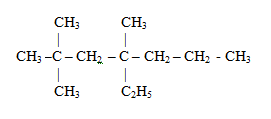 CH₃ CH₃
CH₃ – C – CH₂ – C – CH₂ – CH₂ - CH₃
CH₃ C₂H₅